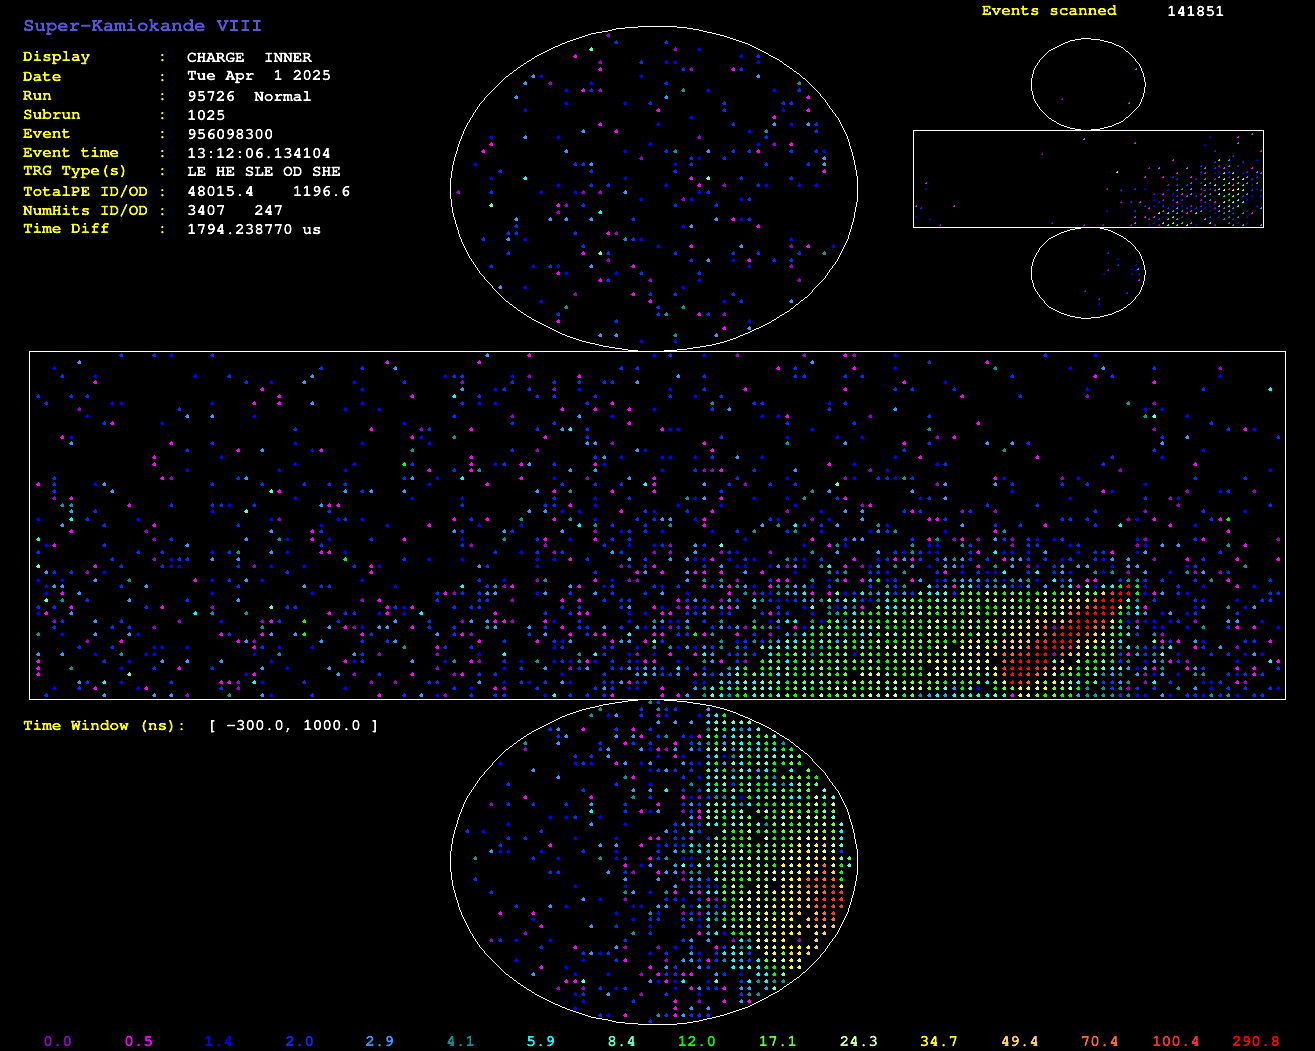 Super-Kamiokande VIII
Events scanned 141851
Display : CHARGE INNER
Date : Tue Apr 1 2025
Run : 95726 Normal
Subrun : 1025
Event : 956098300
Event time : 13:12:06.134104
TRG Type(s) : LE HE SLE OD SHE
TotalPE ID/OD : 48015.4 1196.6
NumHits ID/OD : 3407 247
Time Diff : 1794.238770 us
Time Window (ns): [ -300.0, 1000.0 ]
0.0 0.5 1.4 2.0 2.9 4.1 5.9 8.4 12.0 17.1 24.3 34.7 49.4 70.4 100.4 290.8